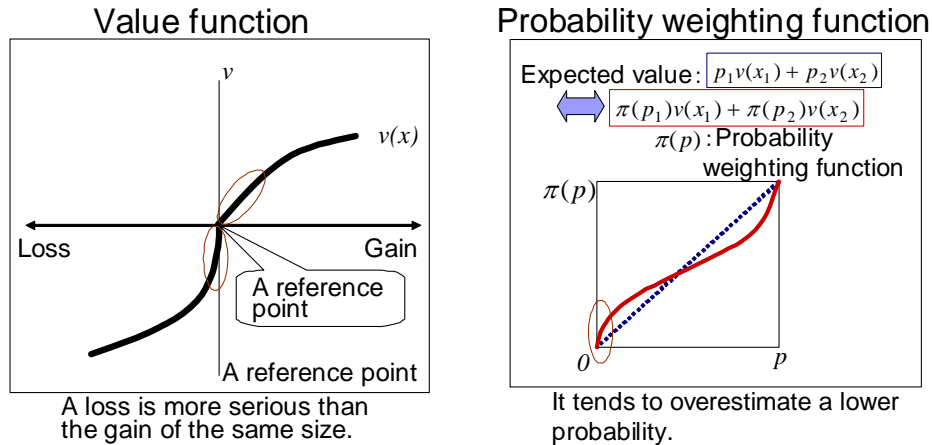 Value function
v
v(x)
Loss
Gain
A reference
point
A reference point
A loss is more serious than
the gain of the same size.
Probability weighting function
Expected value: p₁v(x₁) + p₂v(x₂)
π(p₁)v(x₁) + π(p₂)v(x₂)
π(p) : Probability
weighting function
π(p)
0
p
It tends to overestimate a lower
probability.